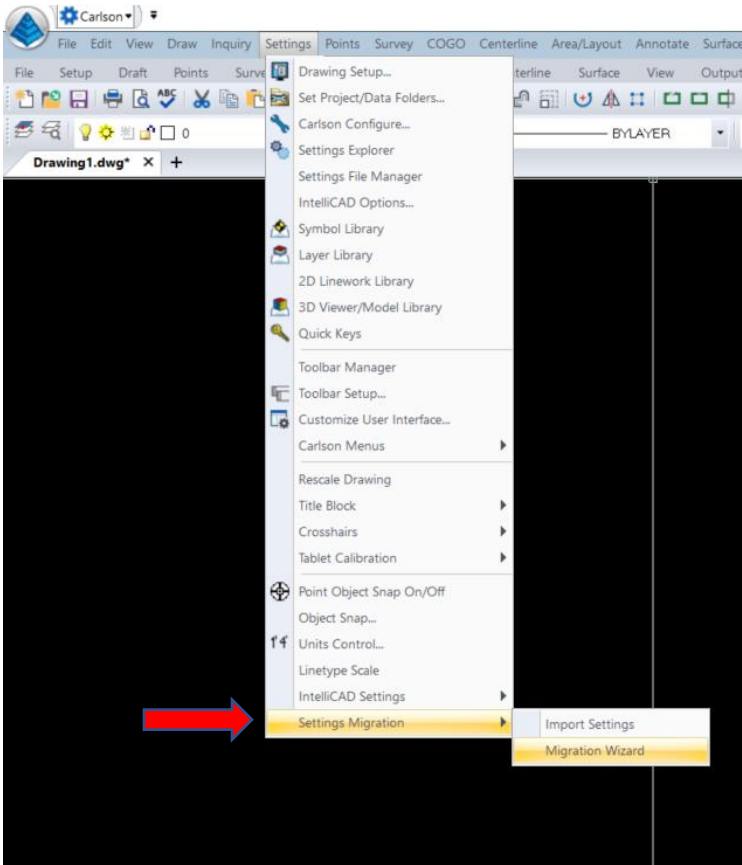 Carlson
File Edit View Draw Inquiry Settings Points Survey COGO Centerline Area/Layout Annotate Surface
File Setup Draft Points Surve terline Surface View Output
ABC
0 BYLAYER
Drawing1.dwg* X +
Drawing Setup...
Set Project/Data Folders...
Carlson Configure...
Settings Explorer
Settings File Manager
IntelliCAD Options...
Symbol Library
Layer Library
2D Linework Library
3D Viewer/Model Library
Quick Keys
Toolbar Manager
Toolbar Setup...
Customize User Interface...
Carlson Menus
Rescale Drawing
Title Block
Crosshairs
Tablet Calibration
Point Object Snap On/Off
Object Snap...
Units Control...
Linetype Scale
IntelliCAD Settings
Settings Migration
Import Settings
Migration Wizard